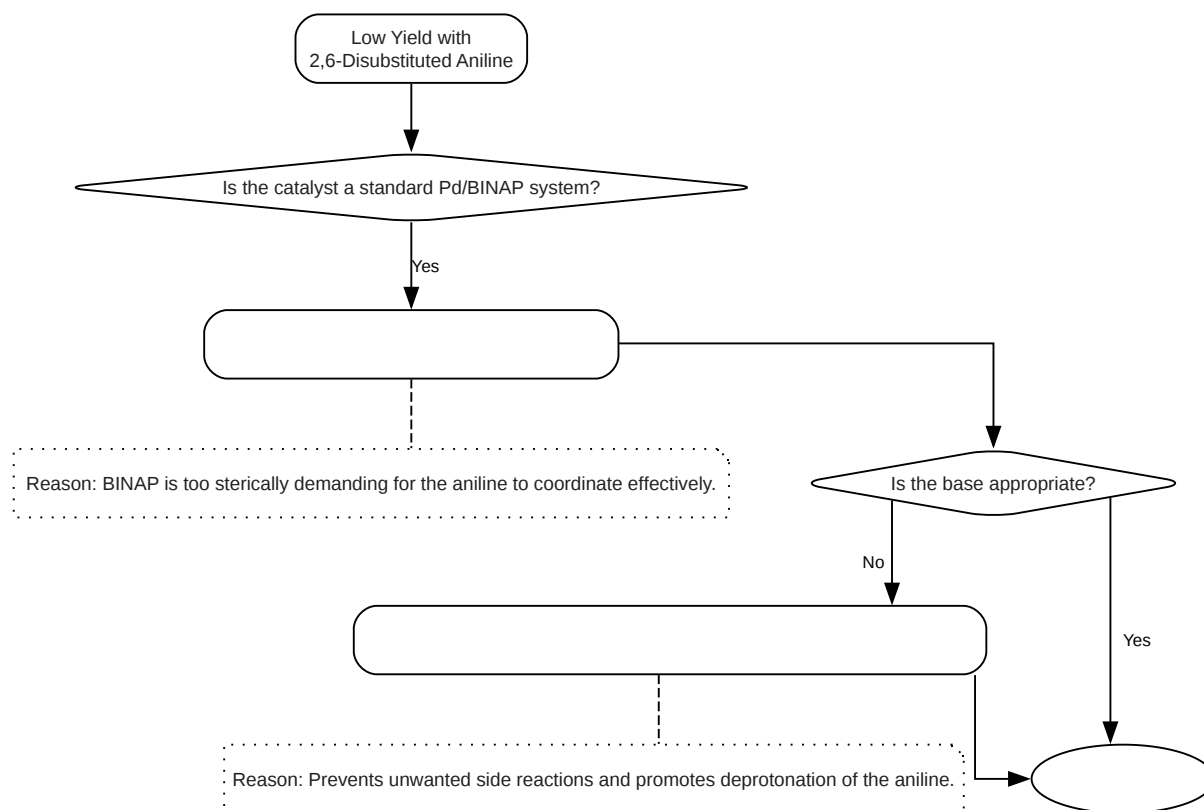 Low Yield with
2,6-Disubstituted Aniline
Is the catalyst a standard Pd/BINAP system?
Yes
Reason: BINAP is too sterically demanding for the aniline to coordinate effectively.
Is the base appropriate?
No
Yes
Reason: Prevents unwanted side reactions and promotes deprotonation of the aniline.